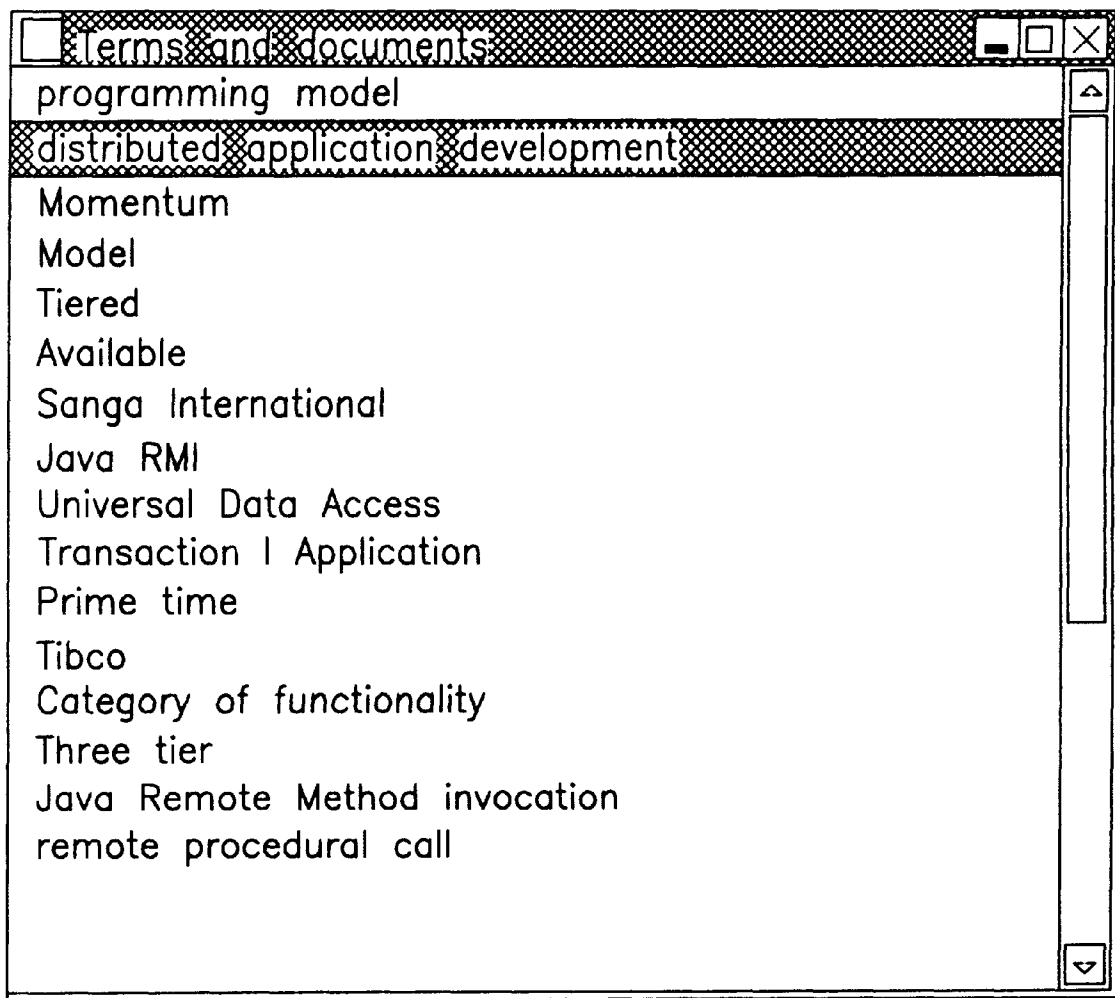 Terms and documents
programming model
distributed application development
Momentum
Model
Tiered
Available
Sanga International
Java RMI
Universal Data Access
Transaction I Application
Prime time
Tibco
Category of functionality
Three tier
Java Remote Method invocation
remote procedural call